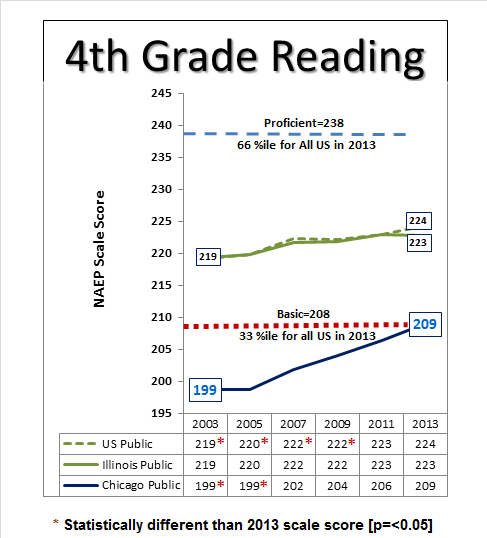 4th Grade Reading
245
240
235
230
225
220
215
210
205
200
195
NAEP Scale Score
Proficient=238
66 %ile for All US in 2013
224
219
223
Basic=208
33 %ile for all US in 2013
209
199
2003 2005 2007 2009 2011 2013
US Public 219* 220* 222* 222* 223 224
Illinois Public 219 220 222 222 223 223
Chicago Public 199* 199* 202 204 206 209
* Statistically different than 2013 scale score [p=<0.05]